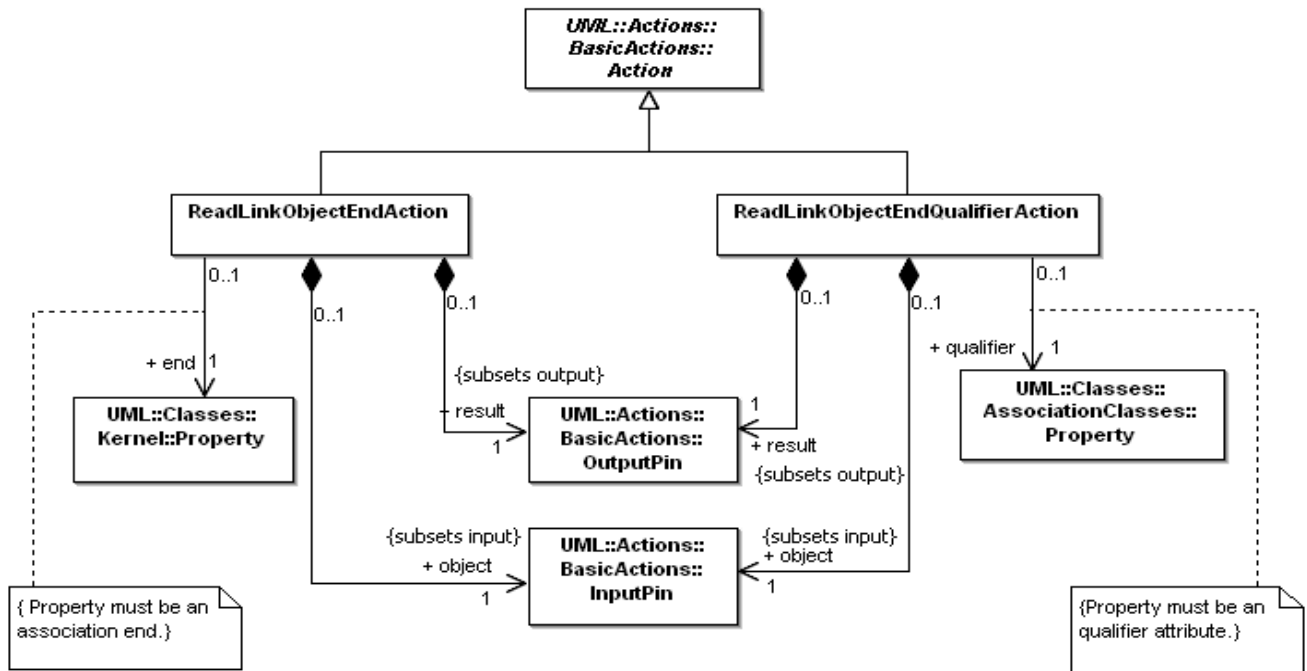 UML::Actions::
BasicActions::
Action
ReadLinkObjectEndAction
ReadLinkObjectEndQualifierAction
0..1
0..1
0..1
0..1
0..1
0..1
+ end
1
{subsets output}
+ result
1
1
+ result
{subsets output}
+ qualifier
1
UML::Classes::
Kernel::Property
UML::Actions::
BasicActions::
OutputPin
UML::Classes::
AssociationClasses::
Property
{subsets input}
+ object
1
{subsets input}
+ object
1
UML::Actions::
BasicActions::
InputPin
{ Property must be an
association end.}
{Property must be an
qualifier attribute.}